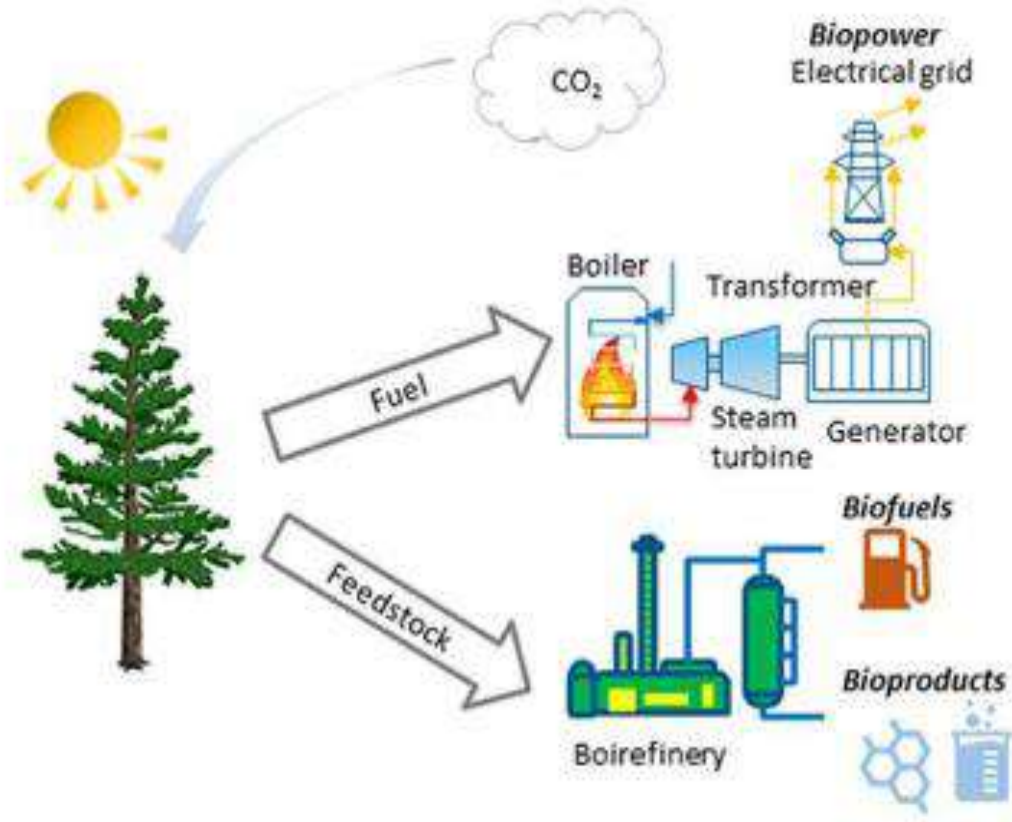 Biopower
Electrical grid
CO₂
Boiler
Transformer
Fuel
Steam
turbine
Generator
Biofuels
Feedstock
Bioproducts
Boirefinery